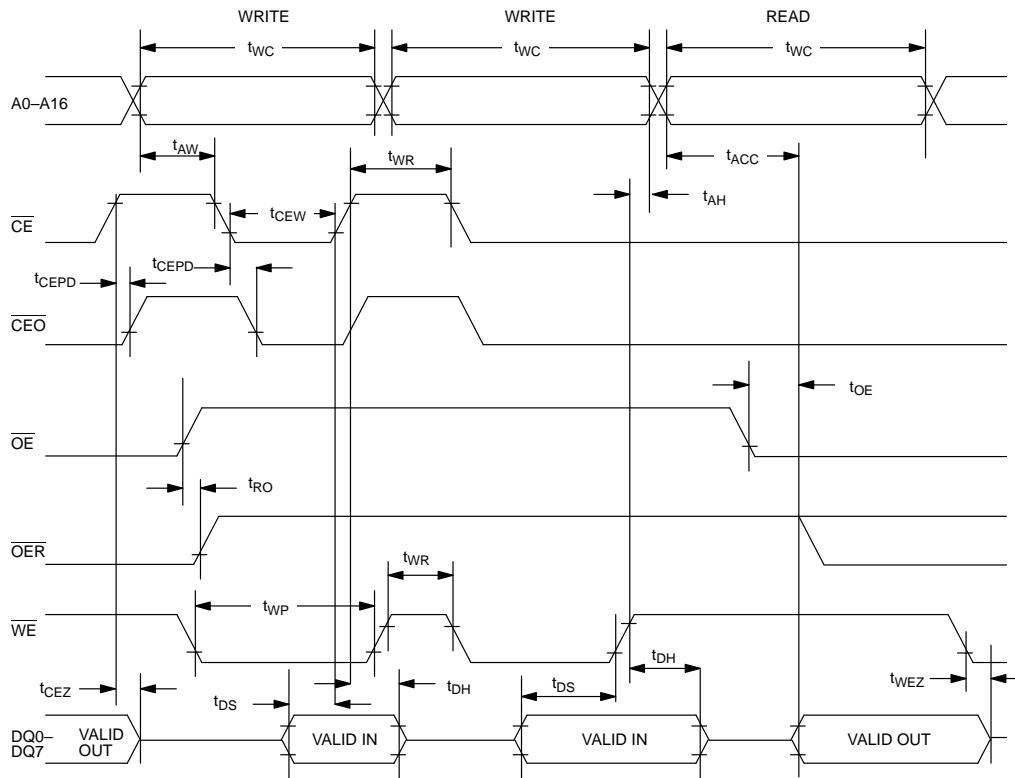 WRITE WRITE READ
tWC tWC tWC
A0–A16
tAW tWR tACC
tAH
CE
tCEW
tCEPD tCEPD
CEO
tOE
OE
tRO
OER
tWR
tWP
WE
tDH
tCEZ tDS tDH tDS tWEZ
DQ0–DQ7
VALID OUT
VALID IN
VALID IN
VALID OUT